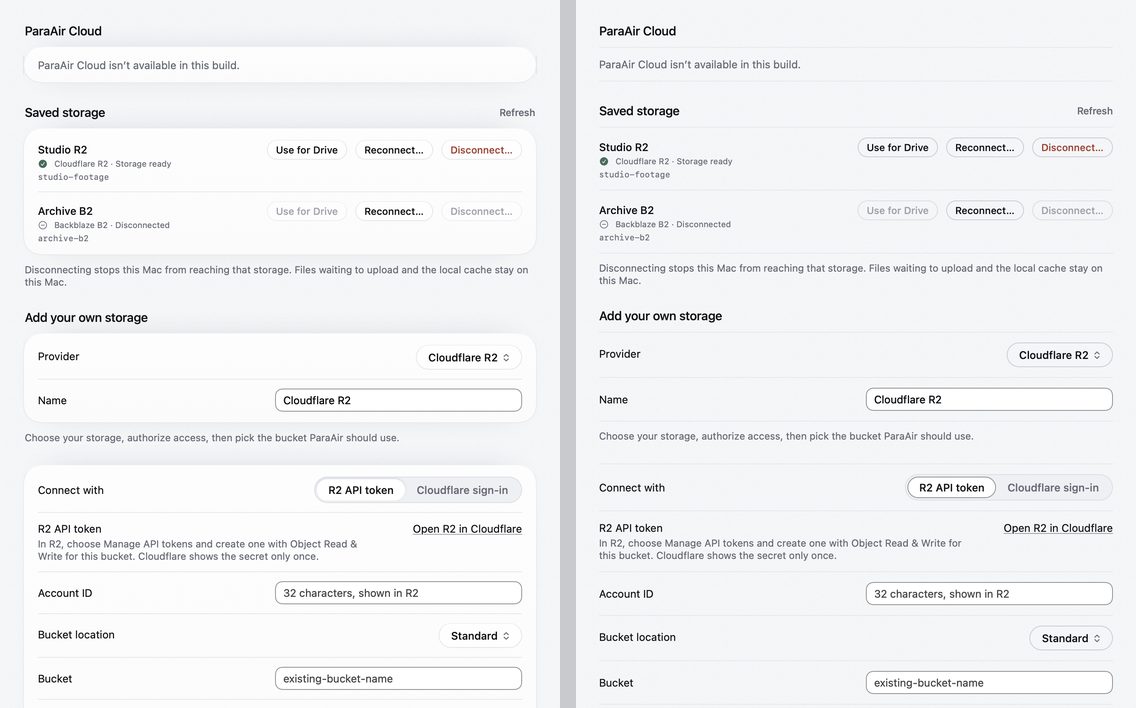 ParaAir Cloud
ParaAir Cloud isn't available in this build.
Saved storage
Refresh
Studio R2
Cloudflare R2 · Storage ready
studio-footage
Use for Drive
Reconnect...
Disconnect...
Archive B2
Backblaze B2 · Disconnected
archive-b2
Use for Drive
Reconnect...
Disconnect...
Disconnecting stops this Mac from reaching that storage. Files waiting to upload and the local cache stay on
this Mac.
Add your own storage
Provider
Cloudflare R2
Name
Cloudflare R2
Choose your storage, authorize access, then pick the bucket ParaAir should use.
Connect with
R2 API token
Cloudflare sign-in
R2 API token
Open R2 in Cloudflare
In R2, choose Manage API tokens and create one with Object Read &
Write for this bucket. Cloudflare shows the secret only once.
Account ID
32 characters, shown in R2
Bucket location
Standard
Bucket
existing-bucket-name
ParaAir Cloud
ParaAir Cloud isn't available in this build.
Saved storage
Refresh
Studio R2
Cloudflare R2 · Storage ready
studio-footage
Use for Drive
Reconnect...
Disconnect...
Archive B2
Backblaze B2 · Disconnected
archive-b2
Use for Drive
Reconnect...
Disconnect...
Disconnecting stops this Mac from reaching that storage. Files waiting to upload and the local cache stay on
this Mac.
Add your own storage
Provider
Cloudflare R2
Name
Cloudflare R2
Choose your storage, authorize access, then pick the bucket ParaAir should use.
Connect with
R2 API token
Cloudflare sign-in
R2 API token
Open R2 in Cloudflare
In R2, choose Manage API tokens and create one with Object Read & Write for
this bucket. Cloudflare shows the secret only once.
Account ID
32 characters, shown in R2
Bucket location
Standard
Bucket
existing-bucket-name